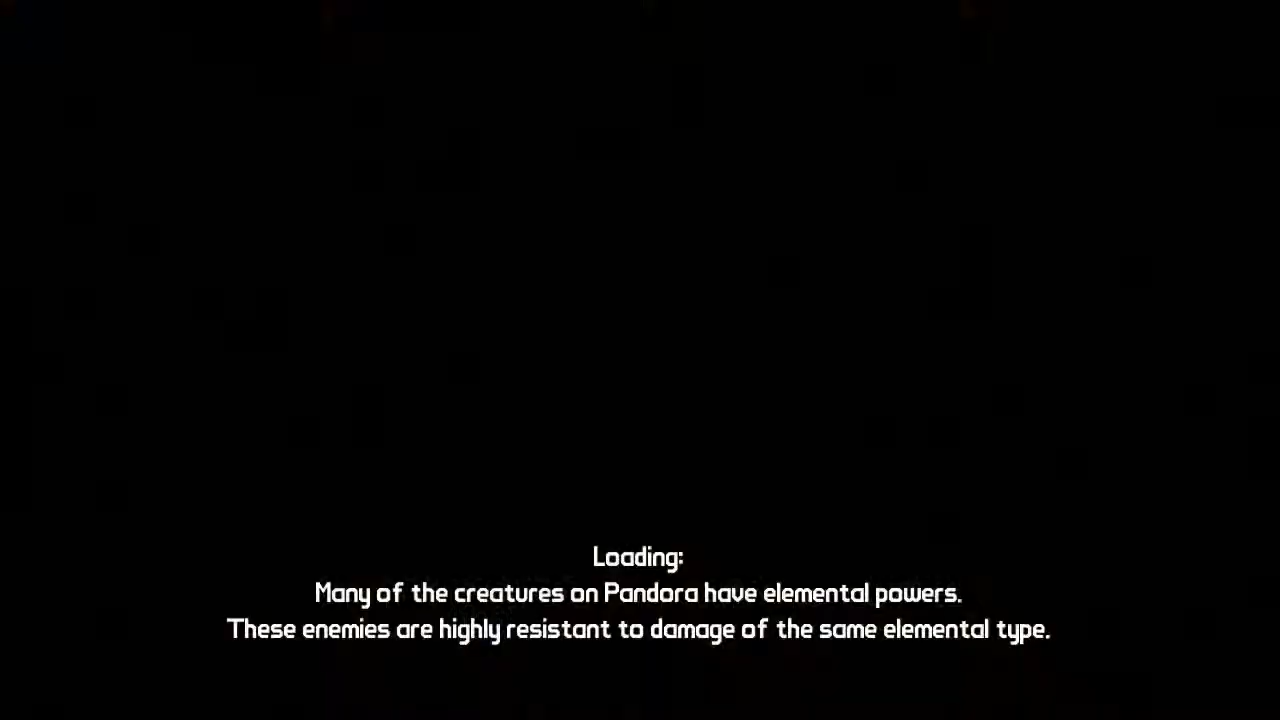 Loading:
Many of the creatures on Pandora have elemental powers.
These enemies are highly resistant to damage of the same elemental type.